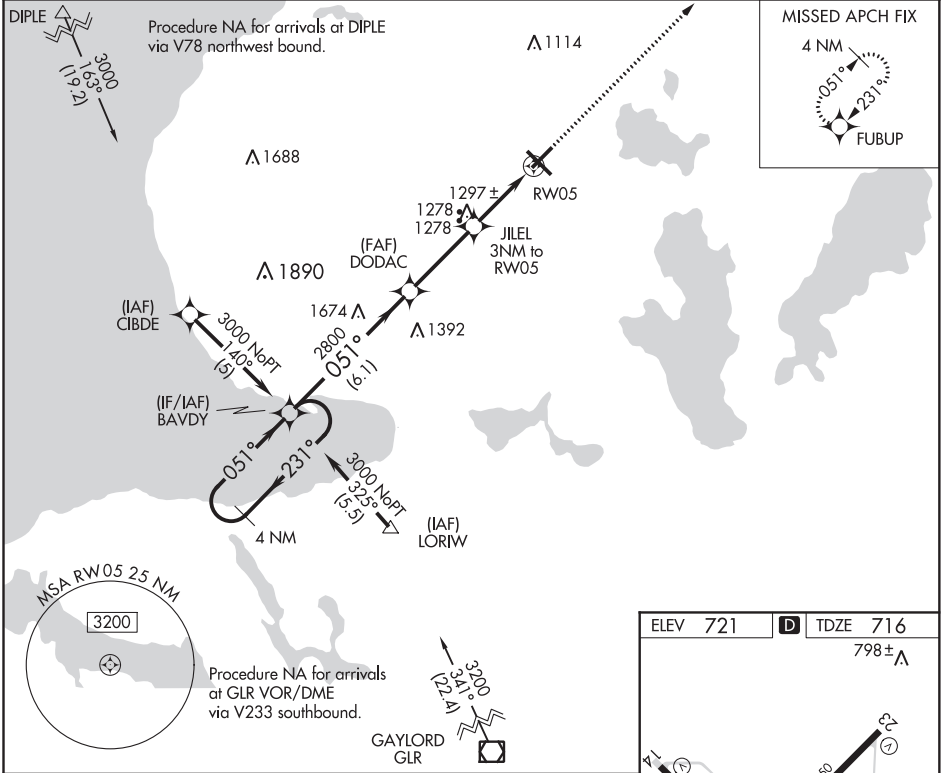 DIPLE
Procedure NA for arrivals at DIPLE
via V78 northwest bound.
3000
163°
(19.2)
1114
MISSED APCH FIX
4 NM
051°
231°
FUBUP
1688
RW05
1297 ±
1278
1278
JILEL
3NM to
RW05
(FAF)
DODAC
1890
1674
1392
(IAF)
CIBDE
3000 NoPT
140°
(5)
2800
051°
(6.1)
(IF/IAF)
BAVDY
051°
231°
3000 NoPT
325°
(5.5)
(IAF)
LORIW
4 NM
MSA RW05 25 NM
3200
Procedure NA for arrivals
at GLR VOR/DME
via V233 southbound.
3200
341°
(22.4)
GAYLORD
GLR
ELEV 721 D TDZE 716
798±
23
V
14
V